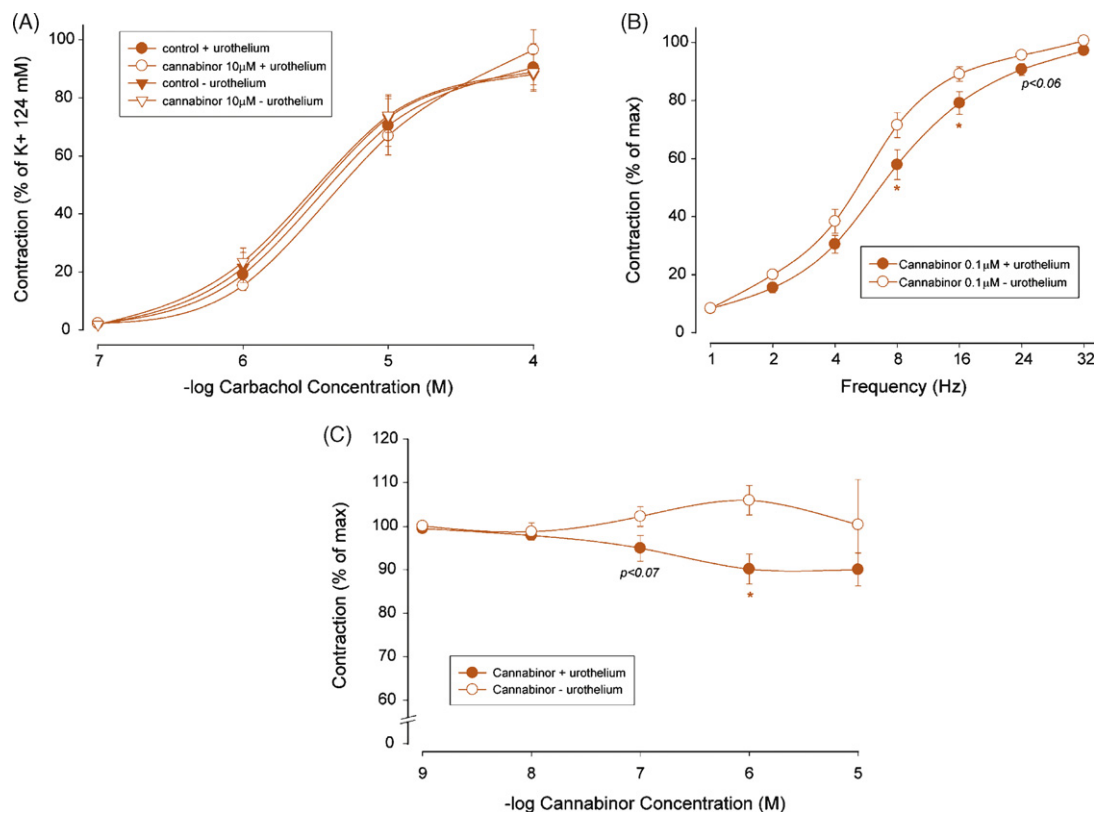 (A)
100
80
60
40
20
0
Contraction (% of K+ 124 mM)
control + urothelium
cannabinor 10µM + urothelium
control - urothelium
cannabinor 10µM - urothelium
7 6 5 4
-log Carbachol Concentration (M)
(B)
100
80
60
40
20
0
Contraction (% of max)
p<0.06
*
*
Cannabinor 0.1µM + urothelium
Cannabinor 0.1µM - urothelium
1 2 4 8 16 24 32
Frequency (Hz)
(C)
120
110
100
90
80
70
60
0
Contraction (% of max)
p<0.07
*
Cannabinor + urothelium
Cannabinor - urothelium
9 8 7 6 5
-log Cannabinor Concentration (M)